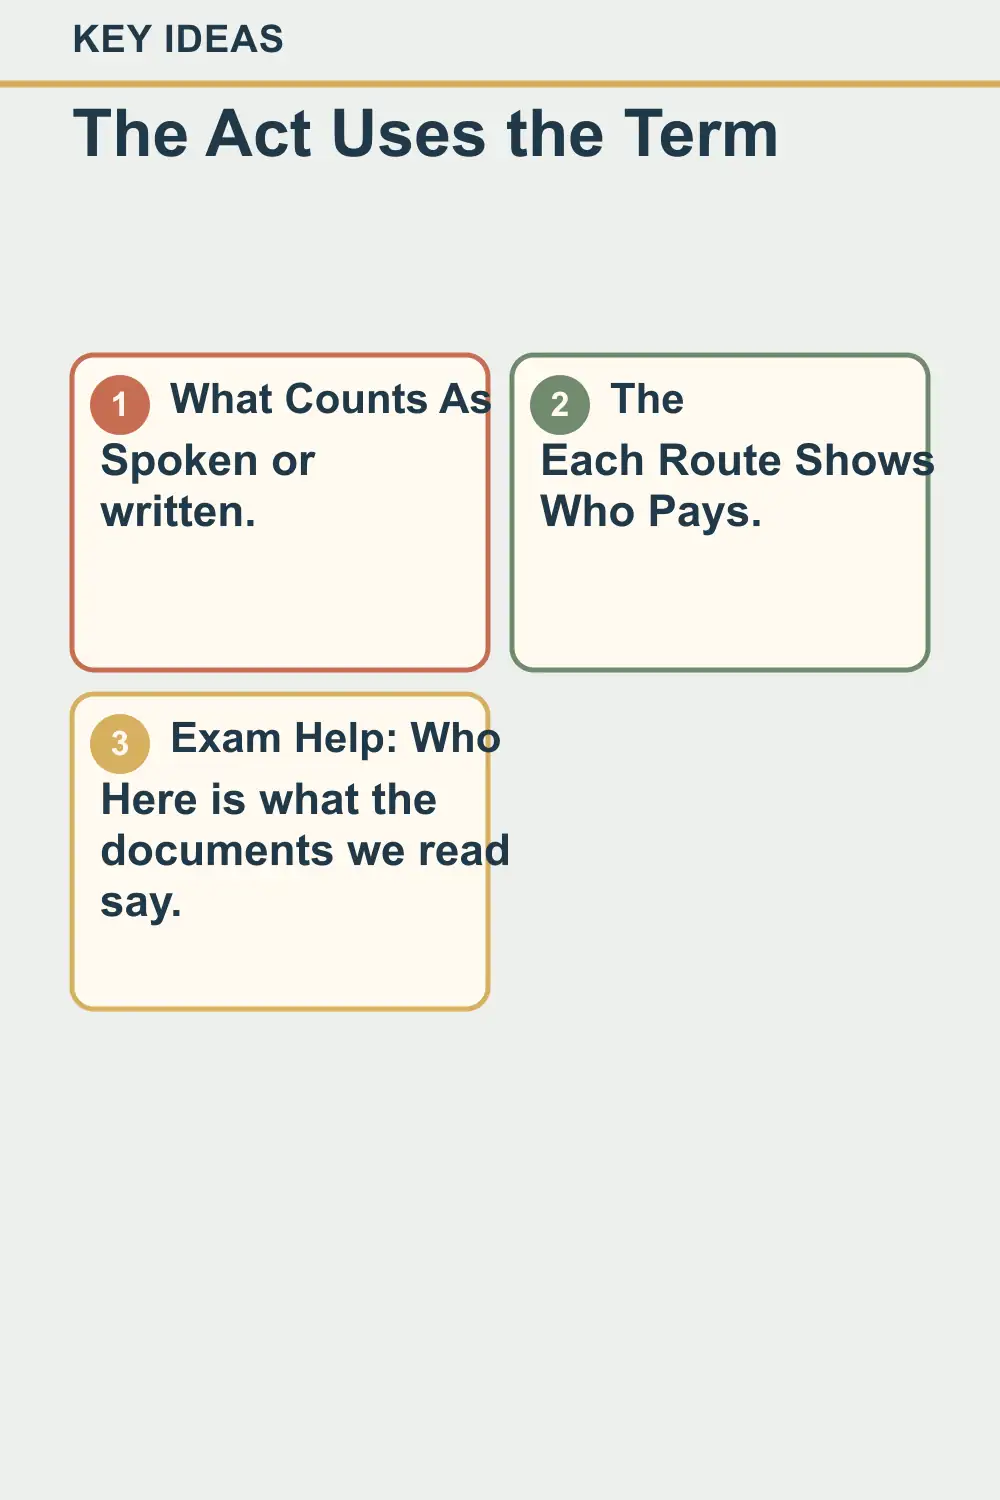 KEY IDEAS
The Act Uses the Term
1 What Counts As
Spoken or
written.
2 The
Each Route Shows
Who Pays.
3 Exam Help: Who
Here is what the
documents we read
say.